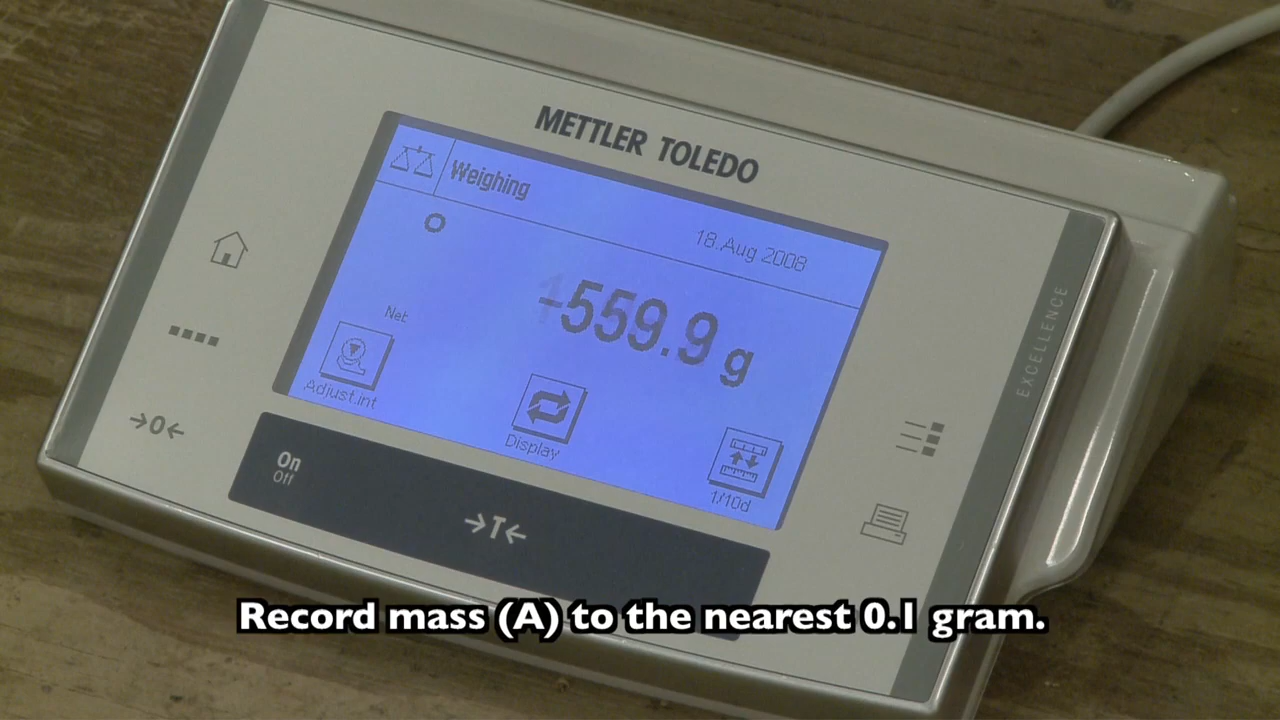 METTLER TOLEDO
Weighing
18.Aug 2008
-559.9 g
Net
Adjust.int
Display
1/10d
EXCELLENCE
→0←
On
Off
→T←
Record mass (A) to the nearest 0.1 gram.